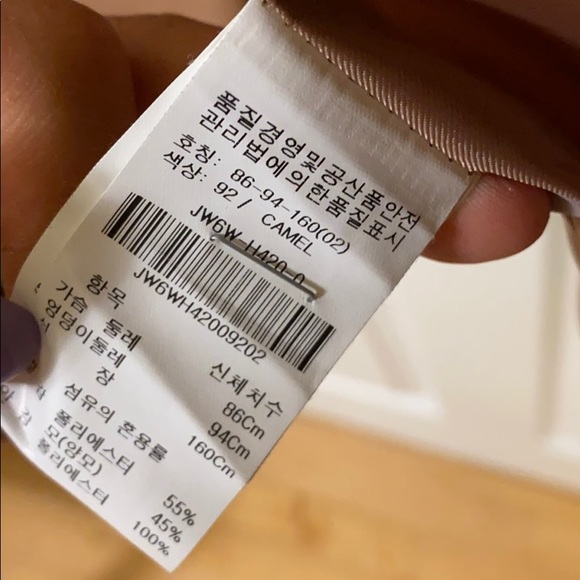 품질경영및공산품안전
관리법에의한품질표시
호칭: 86-94-160(02)
색상: 92 / CAMEL
JW6W-H420-0
JW6WH42009202
항목 신체치수
가슴 둘레 86Cm
엉덩이둘레 94Cm
장 160Cm
섬유의 혼용률
폴리에스터 55%
모(양모) 45%
폴리에스터 100%